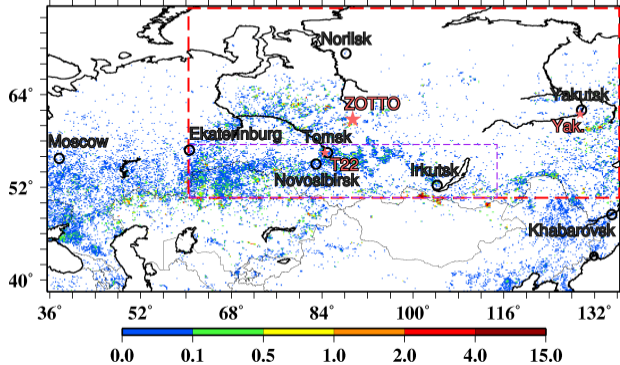 Norilsk
64°
ZOTTO
Yakutsk
Yak.
Moscow
Ekaterinburg
Tomsk
T22
Novosibirsk
Irkutsk
52°
Khabarovsk
40°
36° 52° 68° 84° 100° 116° 132°
0.0 0.1 0.5 1.0 2.0 4.0 15.0